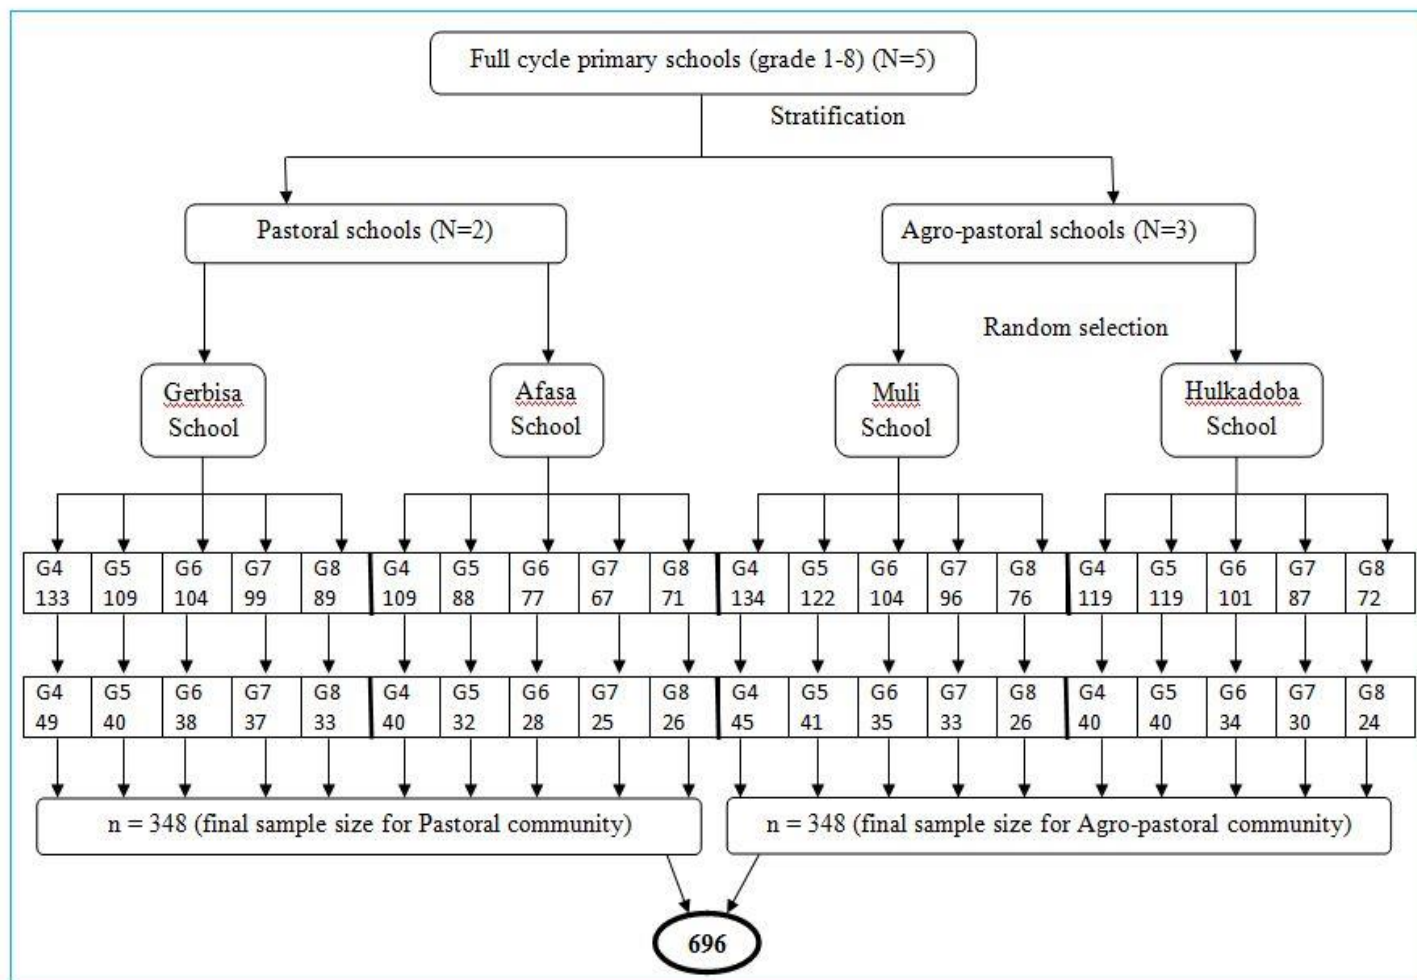 Full cycle primary schools (grade 1-8) (N=5)
Stratification
Pastoral schools (N=2)
Agro-pastoral schools (N=3)
Random selection
Gerbisa
School
Afasa
School
Muli
School
Hulkadoba
School
G4 G5 G6 G7 G8 G4 G5 G6 G7 G8 G4 G5 G6 G7 G8 G4 G5 G6 G7 G8
133 109 104 99 89 109 88 77 67 71 134 122 104 96 76 119 119 101 87 72
G4 G5 G6 G7 G8 G4 G5 G6 G7 G8 G4 G5 G6 G7 G8 G4 G5 G6 G7 G8
49 40 38 37 33 40 32 28 25 26 45 41 35 33 26 40 40 34 30 24
n = 348 (final sample size for Pastoral community)
n = 348 (final sample size for Agro-pastoral community)
696